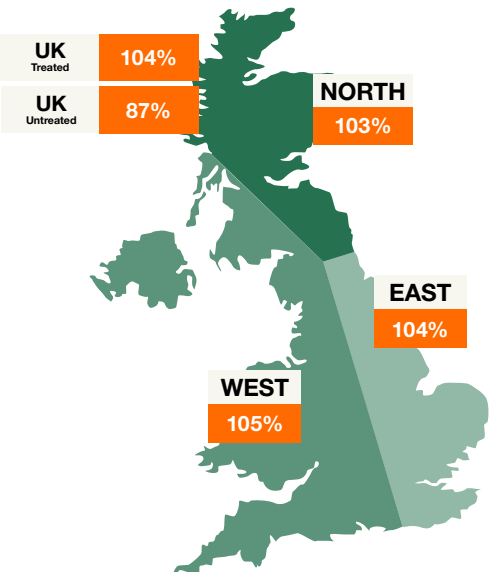 UK
Treated
104%
UK
Untreated
87%
NORTH
103%
EAST
104%
WEST
105%